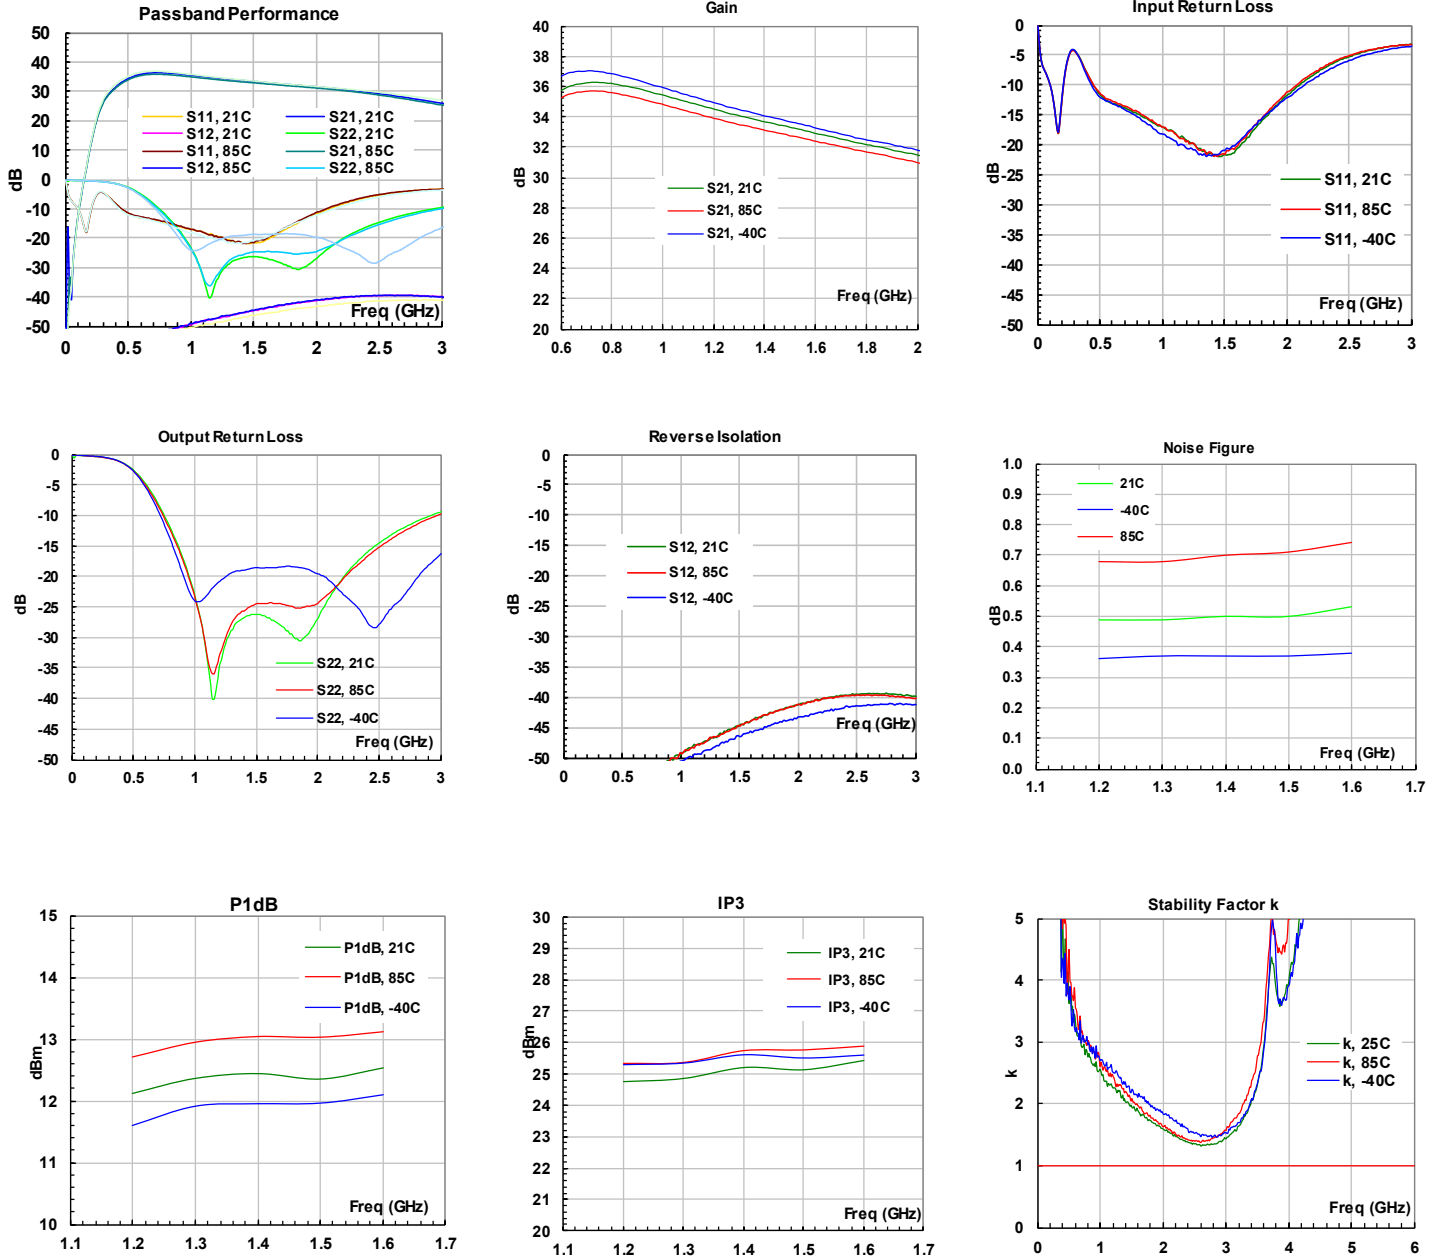 Passband Performance
50
40
30
20
10
0
-10
-20
-30
-40
-50
dB
S11, 21C
S12, 21C
S11, 85C
S12, 85C
S21, 21C
S22, 21C
S21, 85C
S22, 85C
Freq (GHz)
0 0.5 1 1.5 2 2.5 3
Gain
40
38
36
34
32
30
28
26
24
22
20
dB
S21, 21C
S21, 85C
S21, -40C
Freq (GHz)
0.6 0.8 1 1.2 1.4 1.6 1.8 2
Input Return Loss
0
-5
-10
-15
-20
-25
-30
-35
-40
-45
-50
dB
S11, 21C
S11, 85C
S11, -40C
Freq (GHz)
0 0.5 1 1.5 2 2.5 3
Output Return Loss
0
-5
-10
-15
-20
-25
-30
-35
-40
-45
-50
dB
S22, 21C
S22, 85C
S22, -40C
Freq (GHz)
0 0.5 1 1.5 2 2.5 3
Reverse Isolation
0
-5
-10
-15
-20
-25
-30
-35
-40
-45
-50
dB
S12, 21C
S12, 85C
S12, -40C
Freq (GHz)
0 0.5 1 1.5 2 2.5 3
Noise Figure
1.0
0.9
0.8
0.7
0.6
0.5
0.4
0.3
0.2
0.1
0.0
dB
21C
-40C
85C
Freq (GHz)
1.1 1.2 1.3 1.4 1.5 1.6 1.7
P1dB
15
14
13
12
11
10
dBm
P1dB, 21C
P1dB, 85C
P1dB, -40C
Freq (GHz)
1.1 1.2 1.3 1.4 1.5 1.6 1.7
IP3
30
29
28
27
26
25
24
23
22
21
20
dBm
IP3, 21C
IP3, 85C
IP3, -40C
Freq (GHz)
1.1 1.2 1.3 1.4 1.5 1.6 1.7
Stability Factor k
5
4
3
2
1
0
k
k, 25C
k, 85C
k, -40C
Freq (GHz)
0 1 2 3 4 5 6